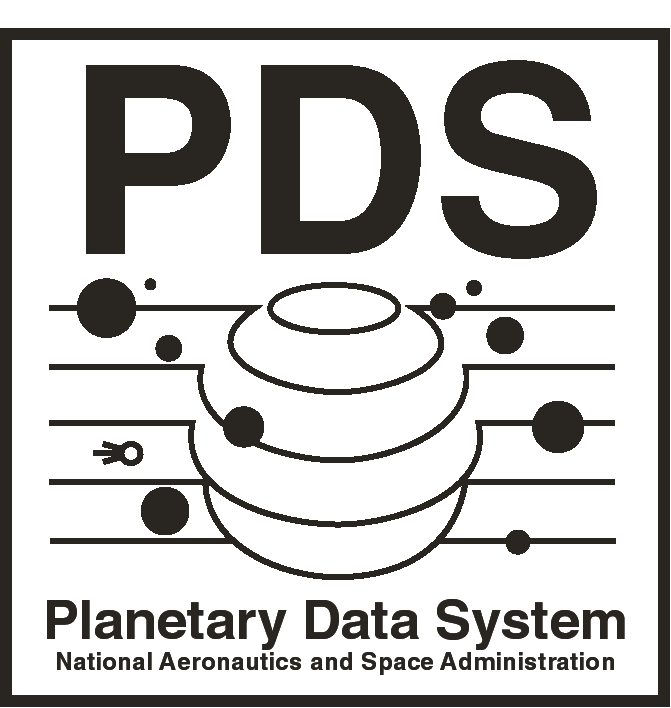 PDS
Planetary Data System
National Aeronautics and Space Administration